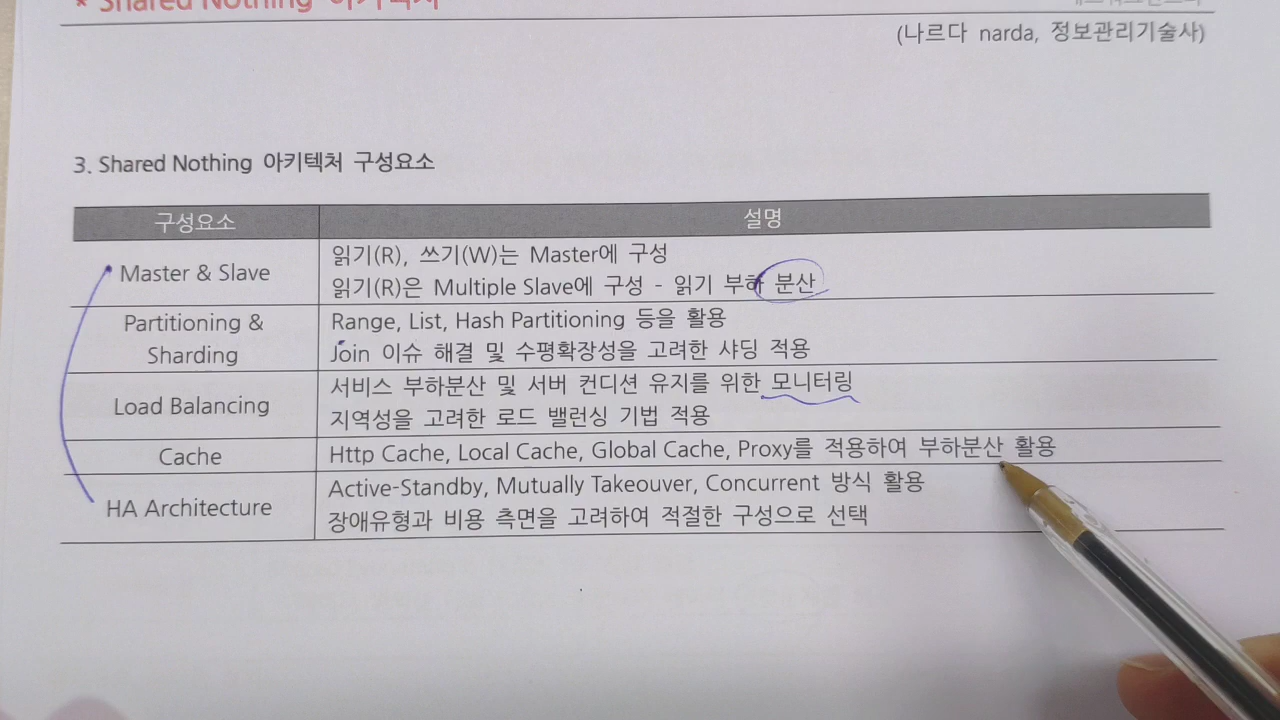 * Shared Nothing 아키텍처
(나르다 narda, 정보관리기술사)
3. Shared Nothing 아키텍처 구성요소
구성요소 설명
Master & Slave
읽기(R), 쓰기(W)는 Master에 구성
읽기(R)은 Multiple Slave에 구성 - 읽기 부하 분산
Partitioning &
Sharding
Range, List, Hash Partitioning 등을 활용
Join 이슈 해결 및 수평확장성을 고려한 샤딩 적용
Load Balancing
서비스 부하분산 및 서버 컨디션 유지를 위한 모니터링
지역성을 고려한 로드 밸런싱 기법 적용
Cache
Http Cache, Local Cache, Global Cache, Proxy를 적용하여 부하분산 활용
HA Architecture
Active-Standby, Mutually Takeouver, Concurrent 방식 활용
장애유형과 비용 측면을 고려하여 적절한 구성으로 선택